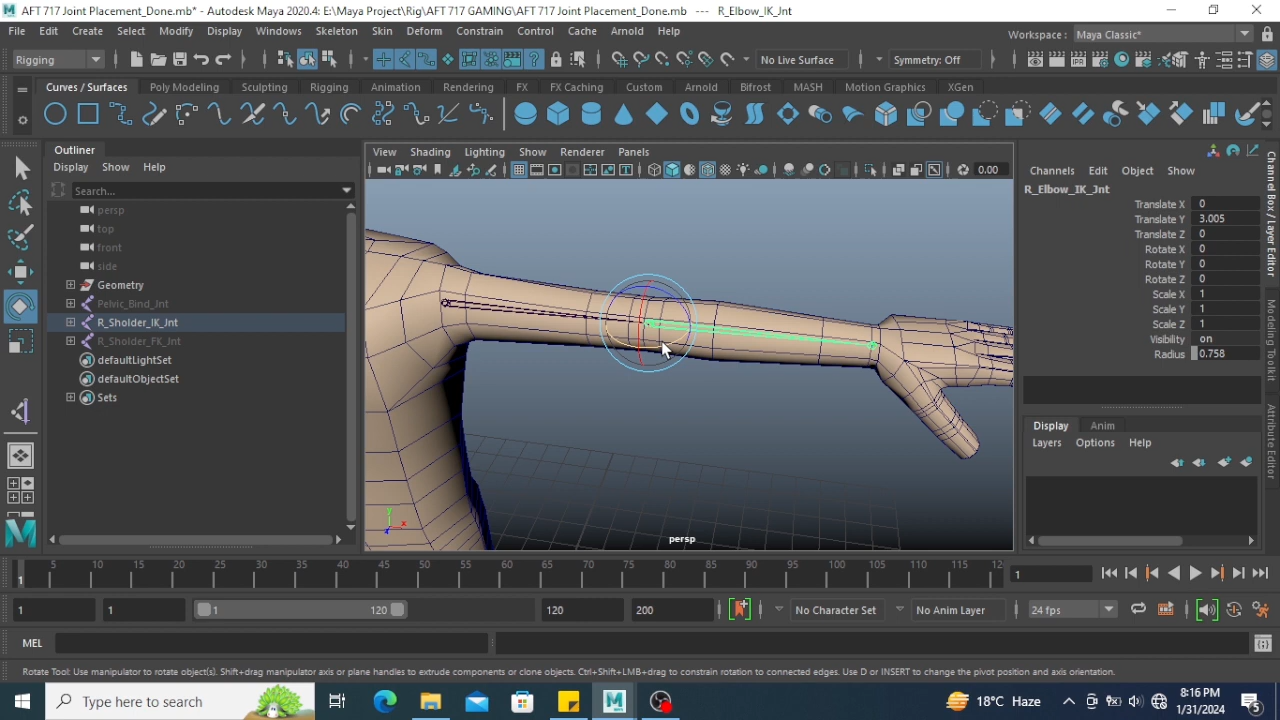 AFT 717 Joint Placement_Done.mb* - Autodesk Maya 2020.4: E:\Maya Project\Rig\AFT 717 GAMING\AFT 717 Joint Placement_Done.mb --- R_Elbow_IK_Jnt
File Edit Create Select Modify Display Windows Skeleton Skin Deform Constrain Control Cache Arnold Help
Workspace : Maya Classic*
Rigging No Live Surface Symmetry: Off
Curves / Surfaces Poly Modeling Sculpting Rigging Animation Rendering FX FX Caching Custom Arnold Bifrost MASH Motion Graphics XGen
IPR
Outliner
Display Show Help
Search...
persp
top
front
side
Geometry
Pelvic_Bind_Jnt
R_Sholder_IK_Jnt
R_Sholder_FK_Jnt
defaultLightSet
defaultObjectSet
Sets
View Shading Lighting Show Renderer Panels
0.00
y
x
persp
Channels Edit Object Show
R_Elbow_IK_Jnt
Translate X 0
Translate Y 3.005
Translate Z 0
Rotate X 0
Rotate Y 0
Rotate Z 0
Scale X 1
Scale Y 1
Scale Z 1
Visibility on
Radius 0.758
Display Anim
Layers Options Help
Channel Box / Layer Editor
Modeling Toolkit
Attribute Editor
1 5 10 15 20 25 30 35 40 45 50 55 60 65 70 75 80 85 90 95 100 105 110 115 12
1
1 1 1 120 120 200 No Character Set No Anim Layer 24 fps
MEL
Rotate Tool: Use manipulator to rotate object(s). Shift+drag manipulator axis or plane handles to extrude components or clone objects. Ctrl+Shift+LMB+drag to constrain rotation to connected edges. Use D or INSERT to change the pivot position and axis orientation.
Type here to search
18°C Haze
8:16 PM
1/31/2024
5